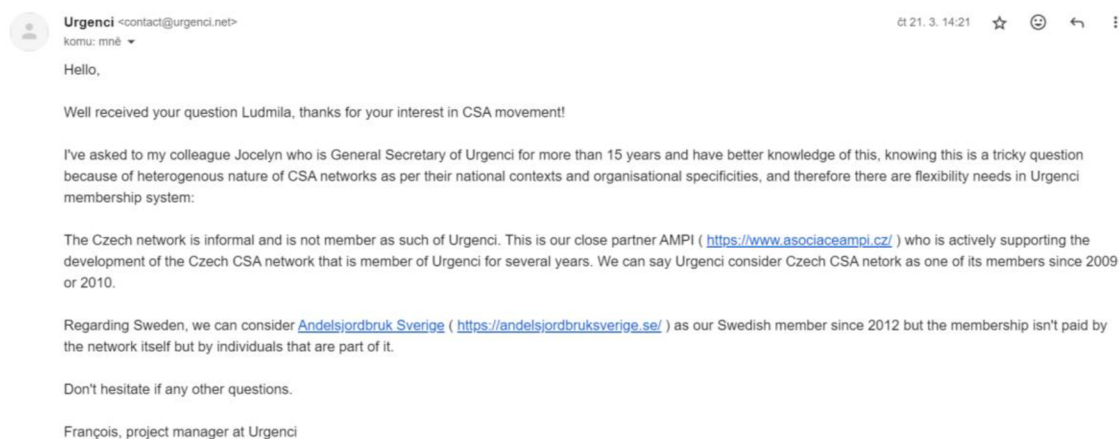 Urgenci <contact@urgenci.net>
čt 21. 3. 14:21
komu: mně
Hello,
Well received your question Ludmila, thanks for your interest in CSA movement!
I've asked to my colleague Jocelyn who is General Secretary of Urgenci for more than 15 years and have better knowledge of this, knowing this is a tricky question
because of heterogenous nature of CSA networks as per their national contexts and organisational specificities, and therefore there are flexibility needs in Urgenci
membership system:
The Czech network is informal and is not member as such of Urgenci. This is our close partner AMPI ( https://www.asociaceampi.cz/ ) who is actively supporting the
development of the Czech CSA network that is member of Urgenci for several years. We can say Urgenci consider Czech CSA netork as one of its members since 2009
or 2010.
Regarding Sweden, we can consider Andelsjordbruk Sverige ( https://andelsjordbruksverige.se/ ) as our Swedish member since 2012 but the membership isn't paid by
the network itself but by individuals that are part of it.
Don't hesitate if any other questions.
François, project manager at Urgenci